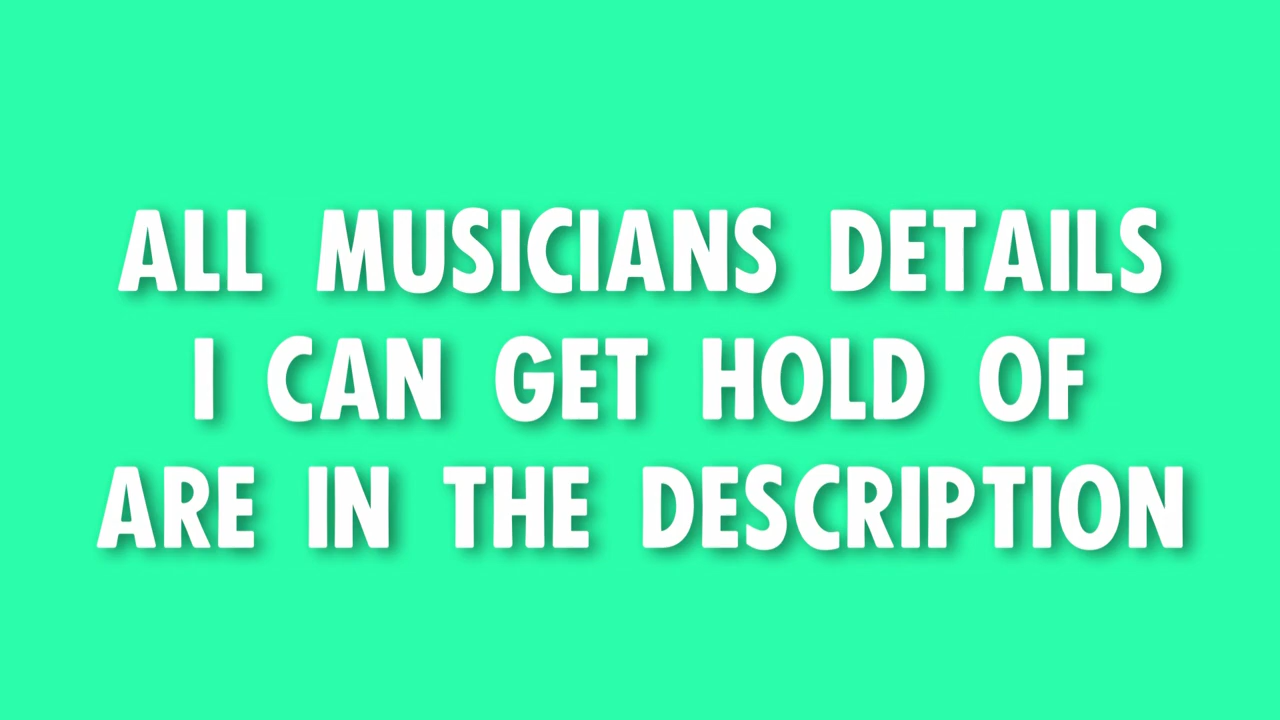 ALL MUSICIANS DETAILS
I CAN GET HOLD OF
ARE IN THE DESCRIPTION